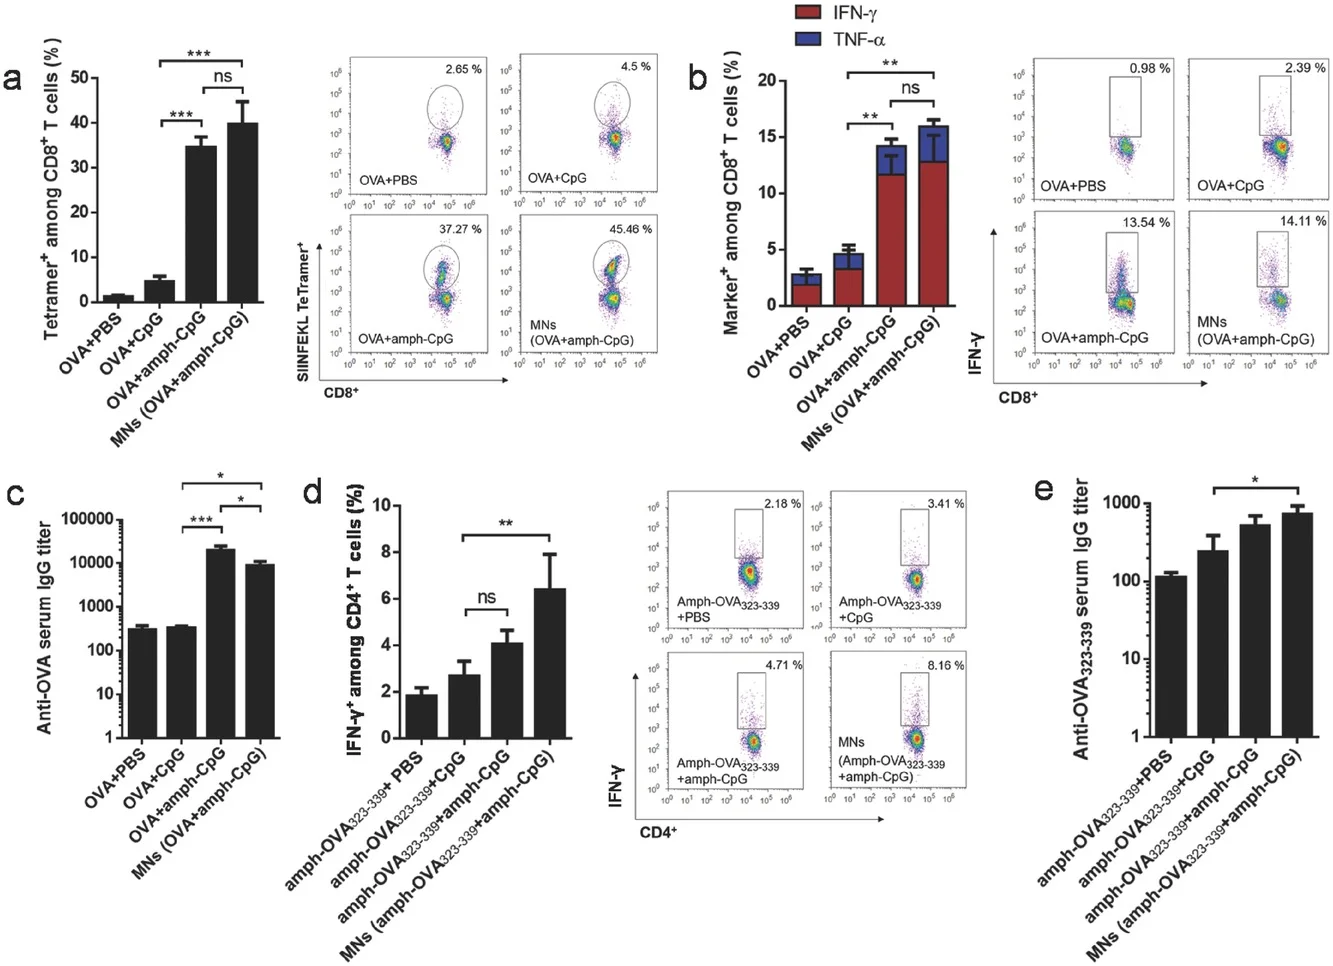 a
Tetramer⁺ among CD8⁺ T cells (%)
50
40
30
20
10
0
***
ns
***
OVA+PBS
OVA+CpG
OVA+amph-CpG
MNs (OVA+amph-CpG)
2.65 %
OVA+PBS
4.5 %
OVA+CpG
37.27 %
OVA+amph-CpG
45.46 %
MNs
(OVA+amph-CpG)
SIINFEKL TeTramer⁺
CD8⁺
b
IFN-γ
TNF-α
Marker⁺ among CD8⁺ T cells (%)
20
15
10
5
0
**
ns
**
OVA+PBS
OVA+CpG
OVA+amph-CpG
MNs (OVA+amph-CpG)
0.98 %
OVA+PBS
2.39 %
OVA+CpG
13.54 %
OVA+amph-CpG
14.11 %
MNs
(OVA+amph-CpG)
IFN-γ
CD8⁺
c
Anti-OVA serum IgG titer
100000
10000
1000
100
10
1
*
*
***
OVA+PBS
OVA+CpG
OVA+amph-CpG
MNs (OVA+amph-CpG)
d
IFN-γ⁺ among CD4⁺ T cells (%)
10
8
6
4
2
0
**
ns
amph-OVA323-339+ PBS
amph-OVA323-339+CpG
amph-OVA323-339+amph-CpG
MNs (amph-OVA323-339+amph-CpG)
2.18 %
Amph-OVA323-339
+PBS
3.41 %
Amph-OVA323-339
+CpG
4.71 %
Amph-OVA323-339
+amph-CpG
8.16 %
MNs
(Amph-OVA323-339
+amph-CpG)
IFN-γ
CD4⁺
e
Anti-OVA323-339 serum IgG titer
1000
100
10
1
*
amph-OVA323-339+PBS
amph-OVA323-339+CpG
amph-OVA323-339+amph-CpG
MNs (amph-OVA323-339+amph-CpG)